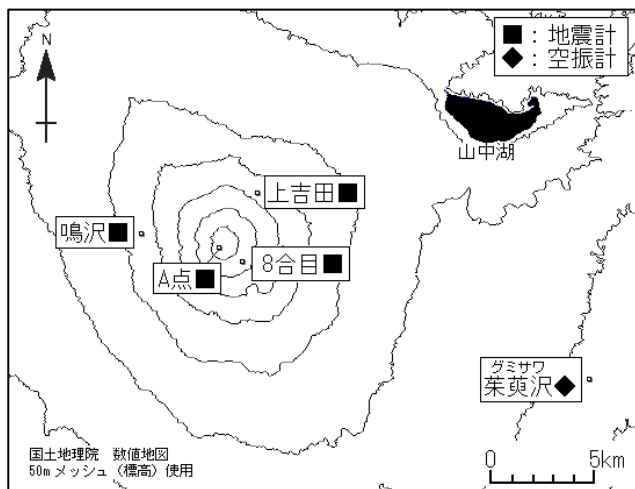 ■：地震計
◆：空振計
N
山中湖
上吉田■
鳴沢■
8合目■
A点■
グミサワ
茱萸沢◆
国土地理院　数値地図
50mメッシュ（標高）使用
0 5km